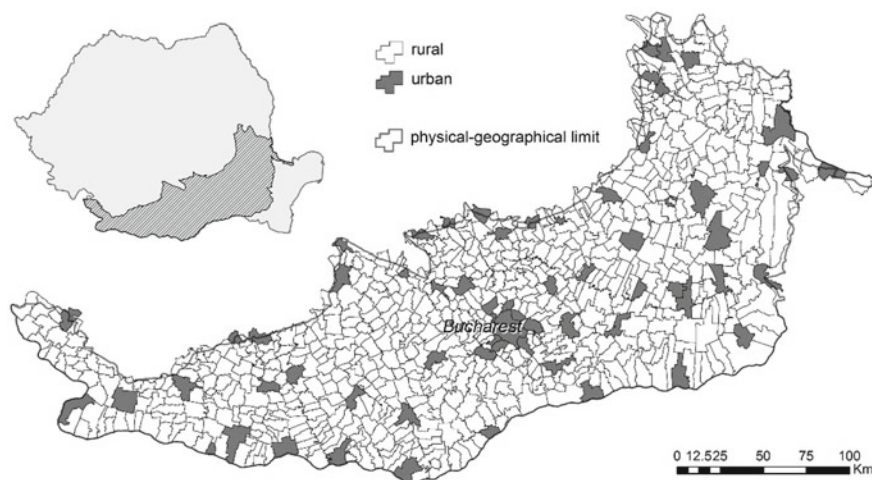 rural
urban
physical-geographical limit
Bucharest
0 12.525 50 75 100
Km